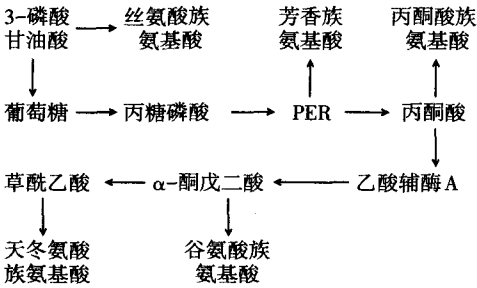 3-磷酸
甘油酸
丝氨酸族
氨基酸
芳香族
氨基酸
丙酮酸族
氨基酸
葡萄糖
丙糖磷酸
PER
丙酮酸
草酰乙酸
α-酮戊二酸
乙酸辅酶A
天冬氨酸
族氨基酸
谷氨酸族
氨基酸